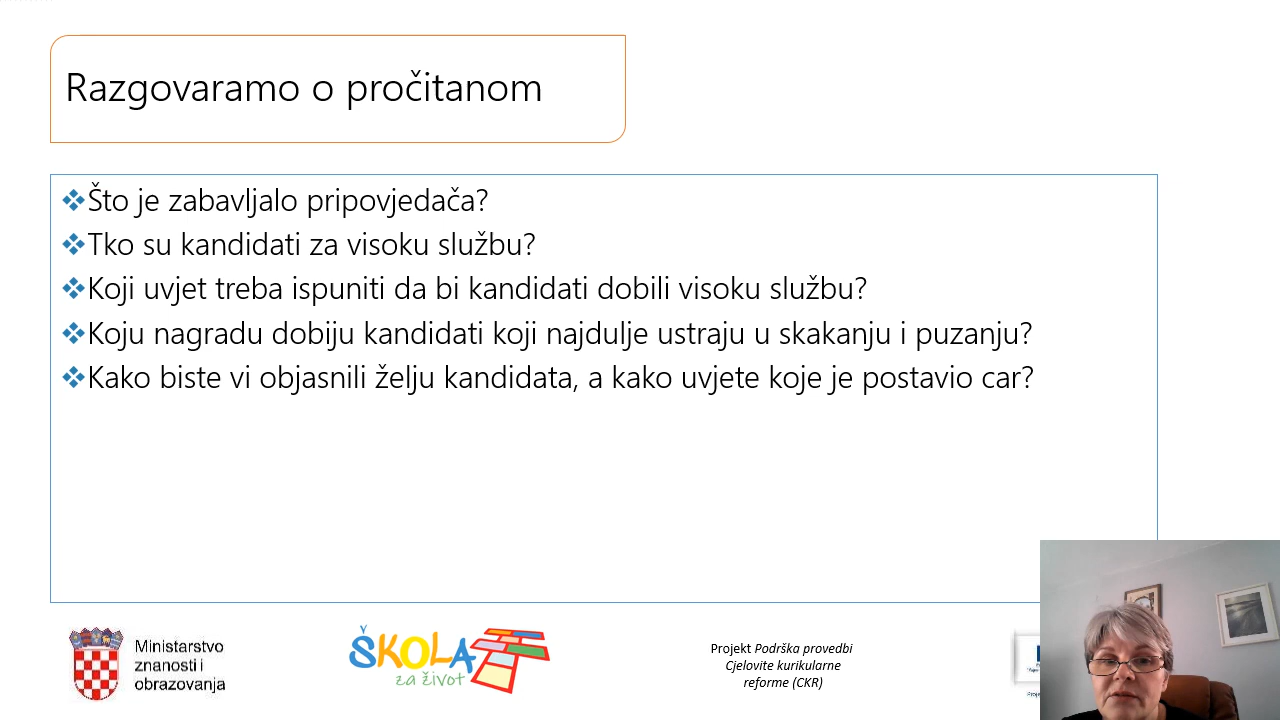 Razgovaramo o pročitanom
Što je zabavljalo pripovjedača?
Tko su kandidati za visoku službu?
Koji uvjet treba ispuniti da bi kandidati dobili visoku službu?
Koju nagradu dobiju kandidati koji najdulje ustraju u skakanju i puzanju?
Kako biste vi objasnili želju kandidata, a kako uvjete koje je postavio car?
Ministarstvo
znanosti i
obrazovanja
ŠKOLA
za život
Projekt Podrška provedbi
Cjelovite kurikularne
reforme (CKR)